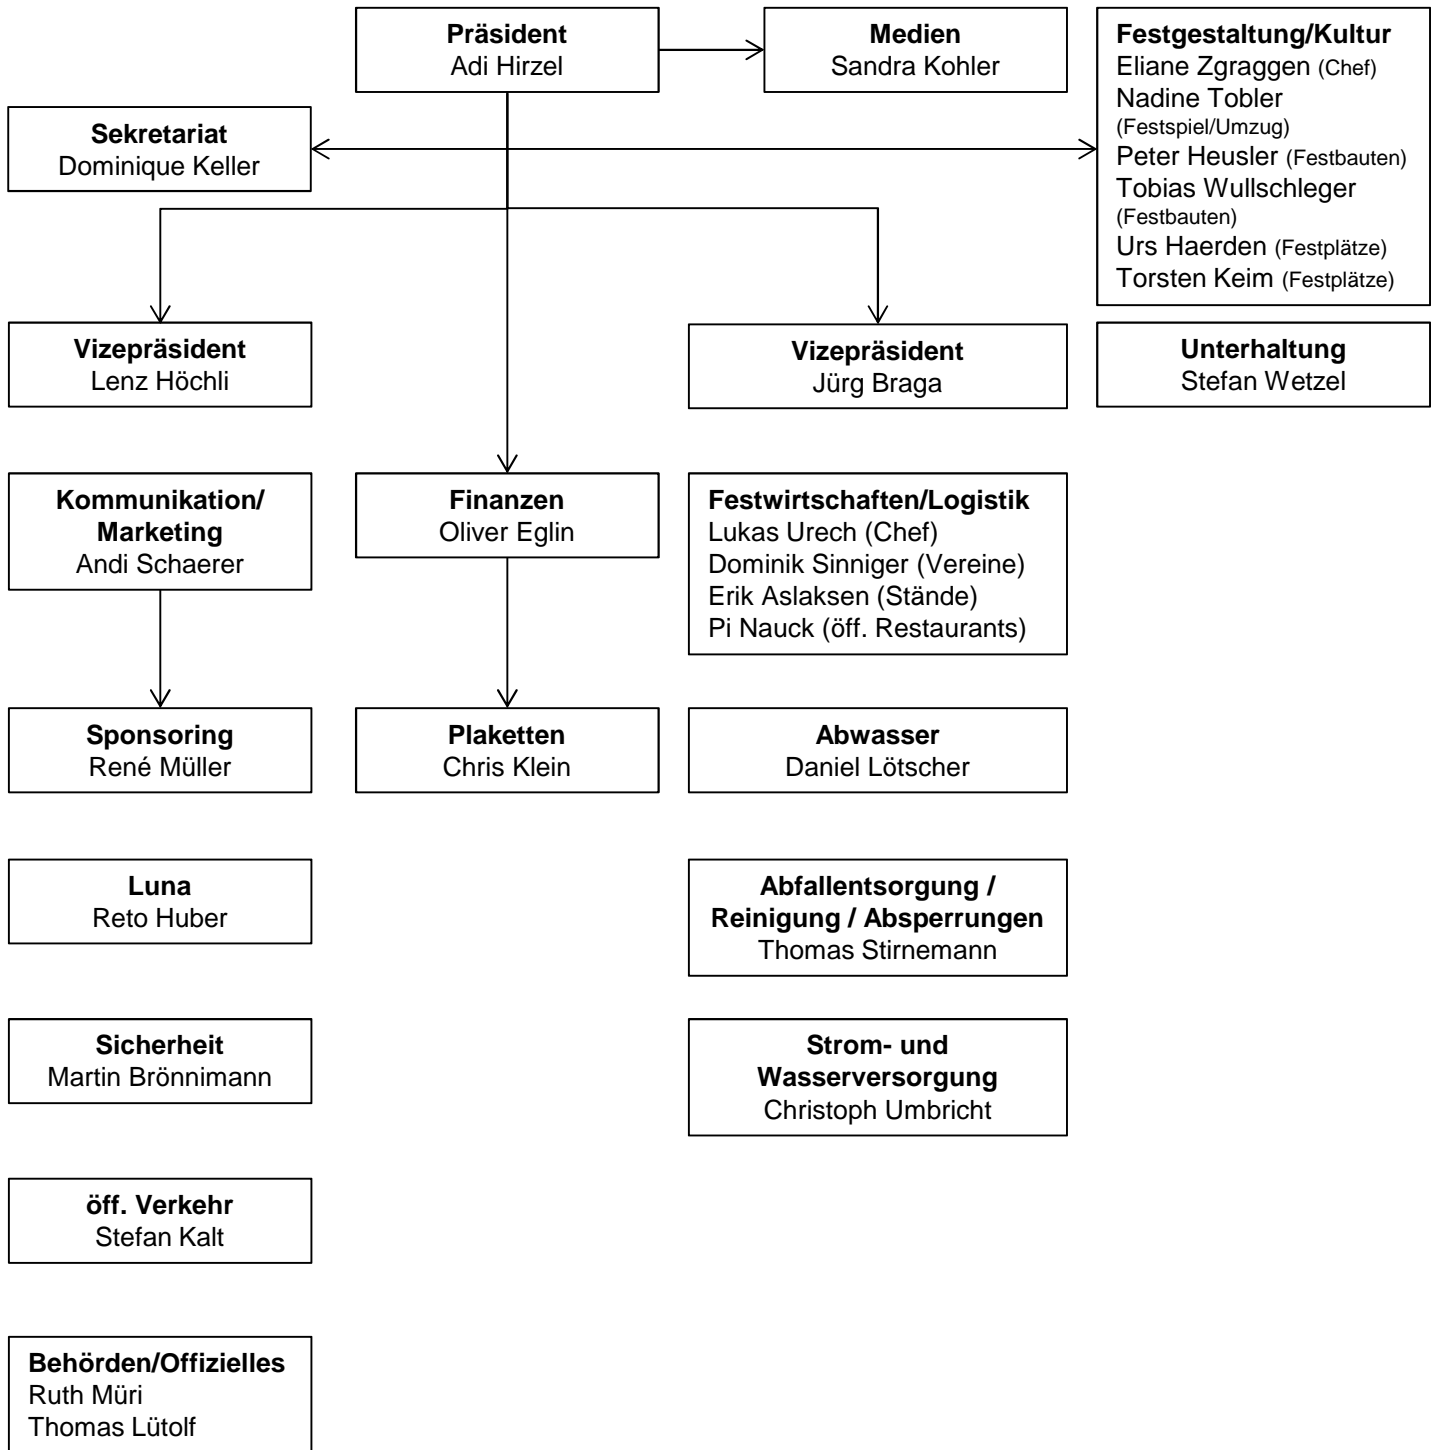 Präsident
Adi Hirzel
Medien
Sandra Kohler
Festgestaltung/Kultur
Eliane Zgraggen (Chef)
Nadine Tobler
(Festspiel/Umzug)
Peter Heusler (Festbauten)
Tobias Wullschleger
(Festbauten)
Urs Haerden (Festplätze)
Torsten Keim (Festplätze)
Sekretariat
Dominique Keller
Vizepräsident
Lenz Höchli
Vizepräsident
Jürg Braga
Unterhaltung
Stefan Wetzel
Kommunikation/
Marketing
Andi Schaerer
Finanzen
Oliver Eglin
Festwirtschaften/Logistik
Lukas Urech (Chef)
Dominik Sinniger (Vereine)
Erik Aslaksen (Stände)
Pi Nauck (öff. Restaurants)
Sponsoring
René Müller
Plaketten
Chris Klein
Abwasser
Daniel Lötscher
Luna
Reto Huber
Abfallentsorgung /
Reinigung / Absperrungen
Thomas Stirnemann
Sicherheit
Martin Brönnimann
Strom- und
Wasserversorgung
Christoph Umbricht
öff. Verkehr
Stefan Kalt
Behörden/Offizielles
Ruth Müri
Thomas Lütolf